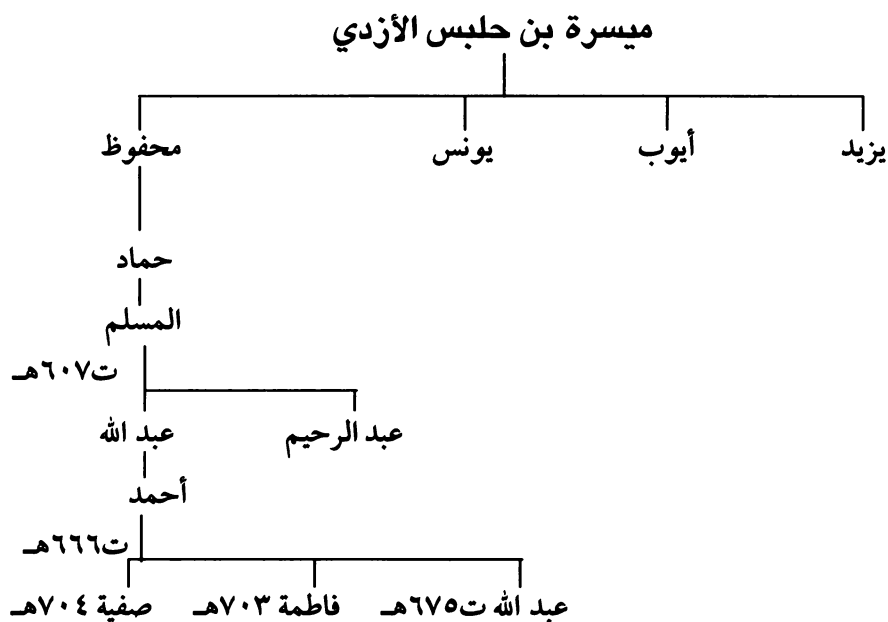 ميسرة بن حلبس الأزدي
يزيد أيوب يونس محفوظ
حماد
المسلم
ت٦٠٧هـ
عبد الرحيم عبد الله
أحمد
ت٦٦٦هـ
عبد الله ت٦٧٥هـ فاطمة ٧٠٣هـ صفية ٧٠٤هـ